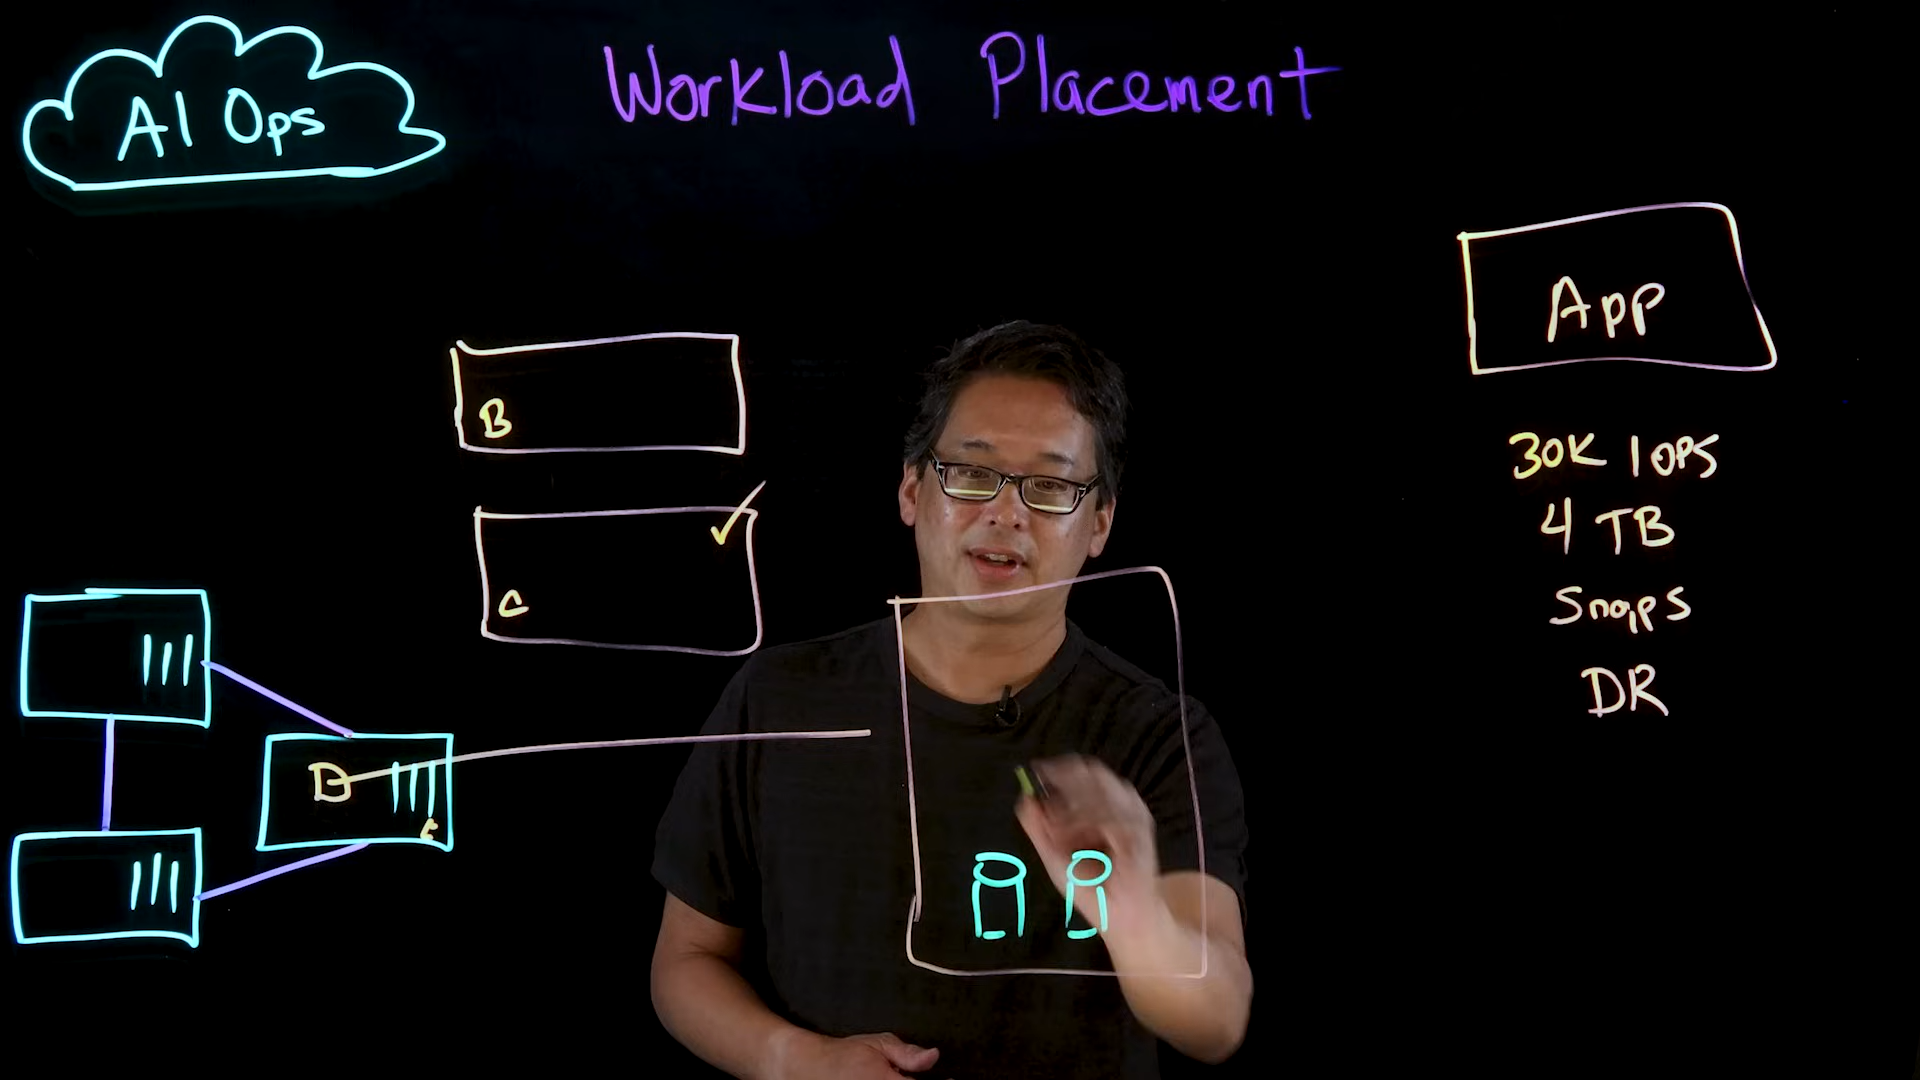 AI Ops
Workload Placement
App
B
30K IOPS
4 TB
C
Snaps
DR
D